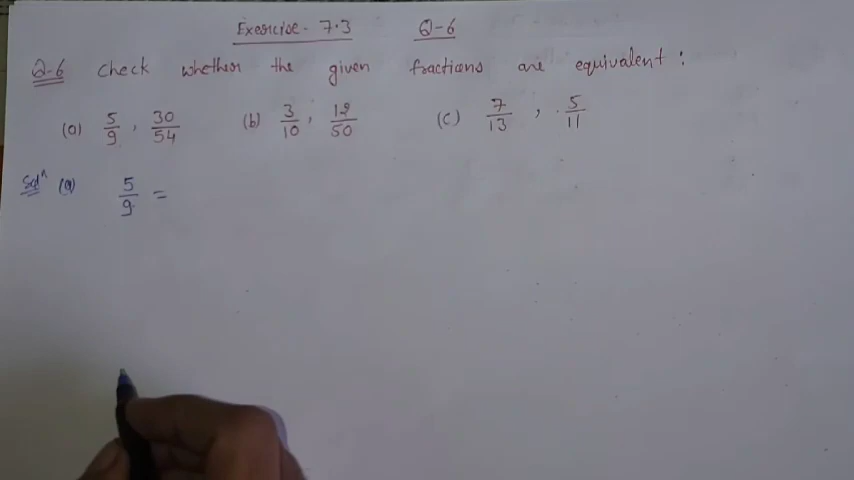 Exercise - 7.3 Q-6
Q-6 Check whether the given fractions are equivalent :
(a) 5/9 , 30/54 (b) 3/10 , 12/50 (c) 7/13 , 5/11
Solⁿ (a) 5/9 =